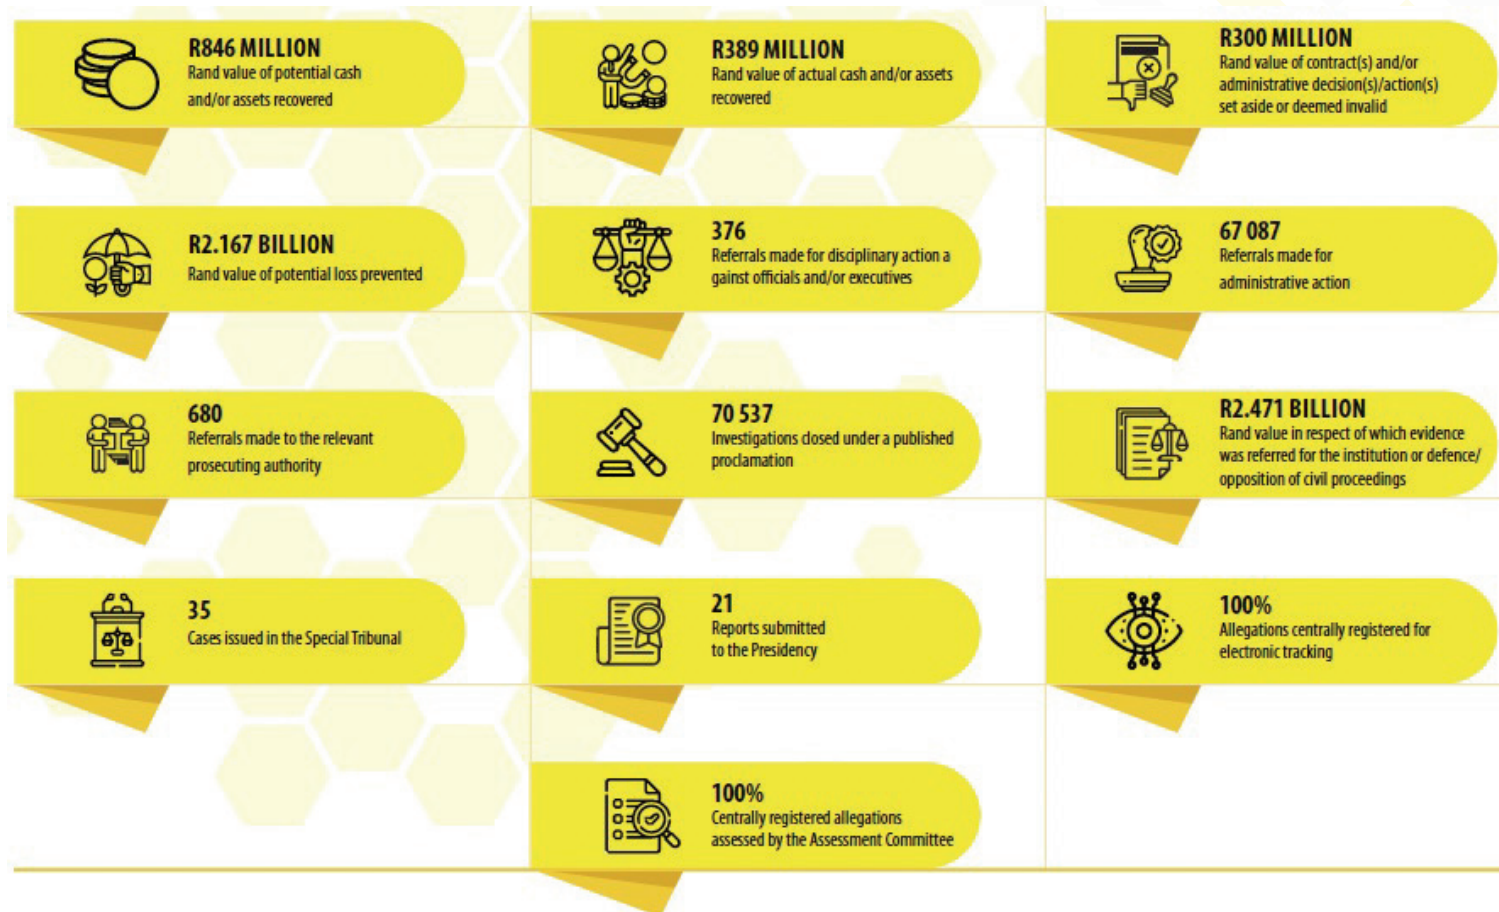 R846 MILLION
Rand value of potential cash
and/or assets recovered
R389 MILLION
Rand value of actual cash and/or assets
recovered
R300 MILLION
Rand value of contract(s) and/or
administrative decision(s)/action(s)
set aside or deemed invalid
R2.167 BILLION
Rand value of potential loss prevented
376
Referrals made for disciplinary action a
gainst officials and/or executives
67 087
Referrals made for
administrative action
680
Referrals made to the relevant
prosecuting authority
70 537
Investigations closed under a published
proclamation
R2.471 BILLION
Rand value in respect of which evidence
was referred for the institution or defence/
opposition of civil proceedings
35
Cases issued in the Special Tribunal
21
Reports submitted
to the Presidency
100%
Allegations centrally registered for
electronic tracking
100%
Centrally registered allegations
assessed by the Assessment Committee